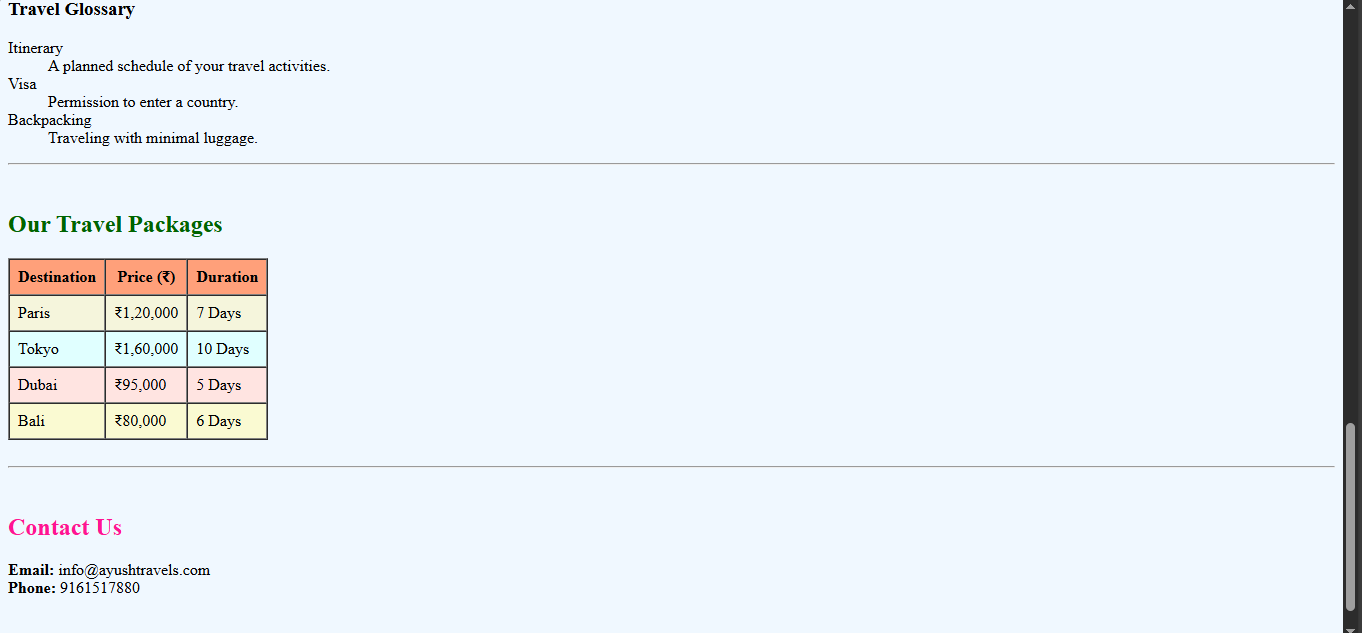 Travel Glossary
Itinerary
A planned schedule of your travel activities.
Visa
Permission to enter a country.
Backpacking
Traveling with minimal luggage.
Our Travel Packages
Destination Price (₹) Duration
Paris ₹1,20,000 7 Days
Tokyo ₹1,60,000 10 Days
Dubai ₹95,000 5 Days
Bali ₹80,000 6 Days
Contact Us
Email: info@ayushtravels.com
Phone: 9161517880